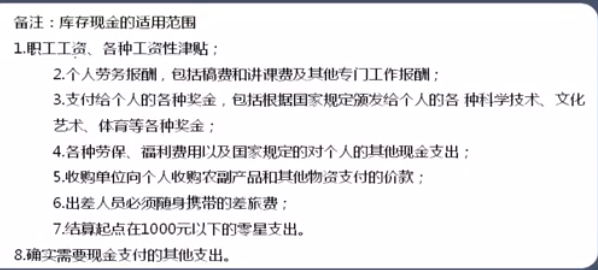 备注：库存现金的适用范围
1.职工工资、各种工资性津贴；
2.个人劳务报酬，包括稿费和讲课费及其他专门工作报酬；
3.支付给个人的各种奖金，包括根据国家规定颁发给个人的各 种科学技术、文化
艺术、体育等各种奖金；
4.各种劳保、福利费用以及国家规定的对个人的其他现金支出；
5.收购单位向个人收购农副产品和其他物资支付的价款；
6.出差人员必须随身携带的差旅费；
7.结算起点在1000元以下的零星支出。
8.确实需要现金支付的其他支出。